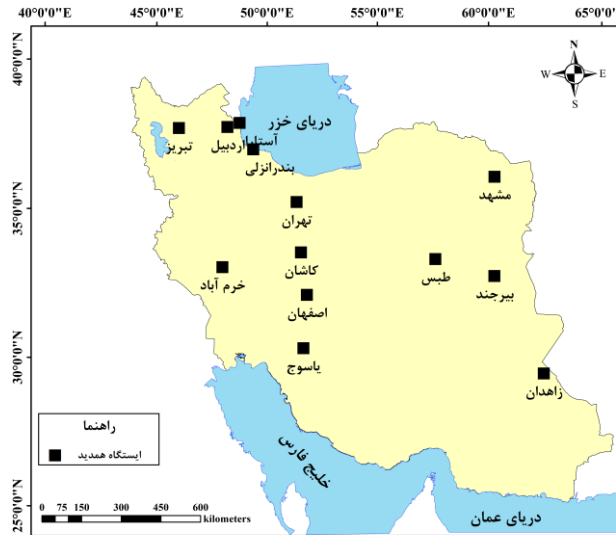 40°0'0"E 45°0'0"E 50°0'0"E 55°0'0"E 60°0'0"E 65°0'0
40°0'0"N
35°0'0"N
30°0'0"N
25°0'0"N
N
W E
S
دریای خزر
تبریز
اردبیل
آستارا
بندرانزلی
مشهد
تهران
کاشان
طبس
خرم آباد
بیرجند
اصفهان
یاسوج
زاهدان
خلیج فارس
دریای عمان
راهنما
ایستگاه همدید
0 75 150 300 450 600
kilometers